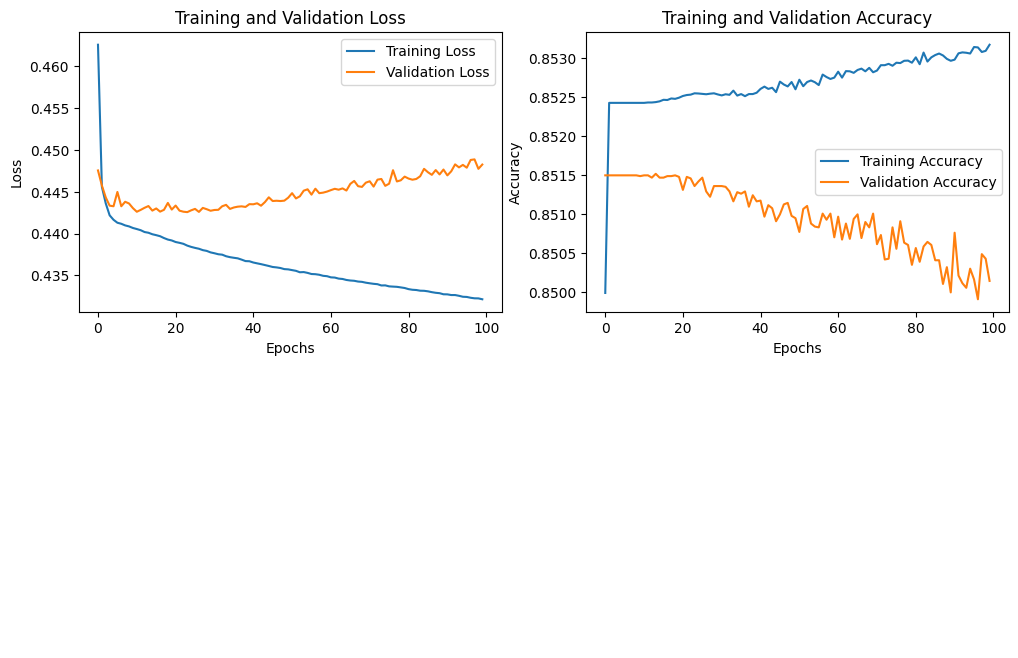 Training and Validation Loss
Training Loss
Validation Loss
0.460
0.455
0.450
0.445
0.440
0.435
Loss
0 20 40 60 80 100
Epochs
Training and Validation Accuracy
0.8530
0.8525
0.8520
0.8515
0.8510
0.8505
0.8500
Accuracy
Training Accuracy
Validation Accuracy
0 20 40 60 80 100
Epochs